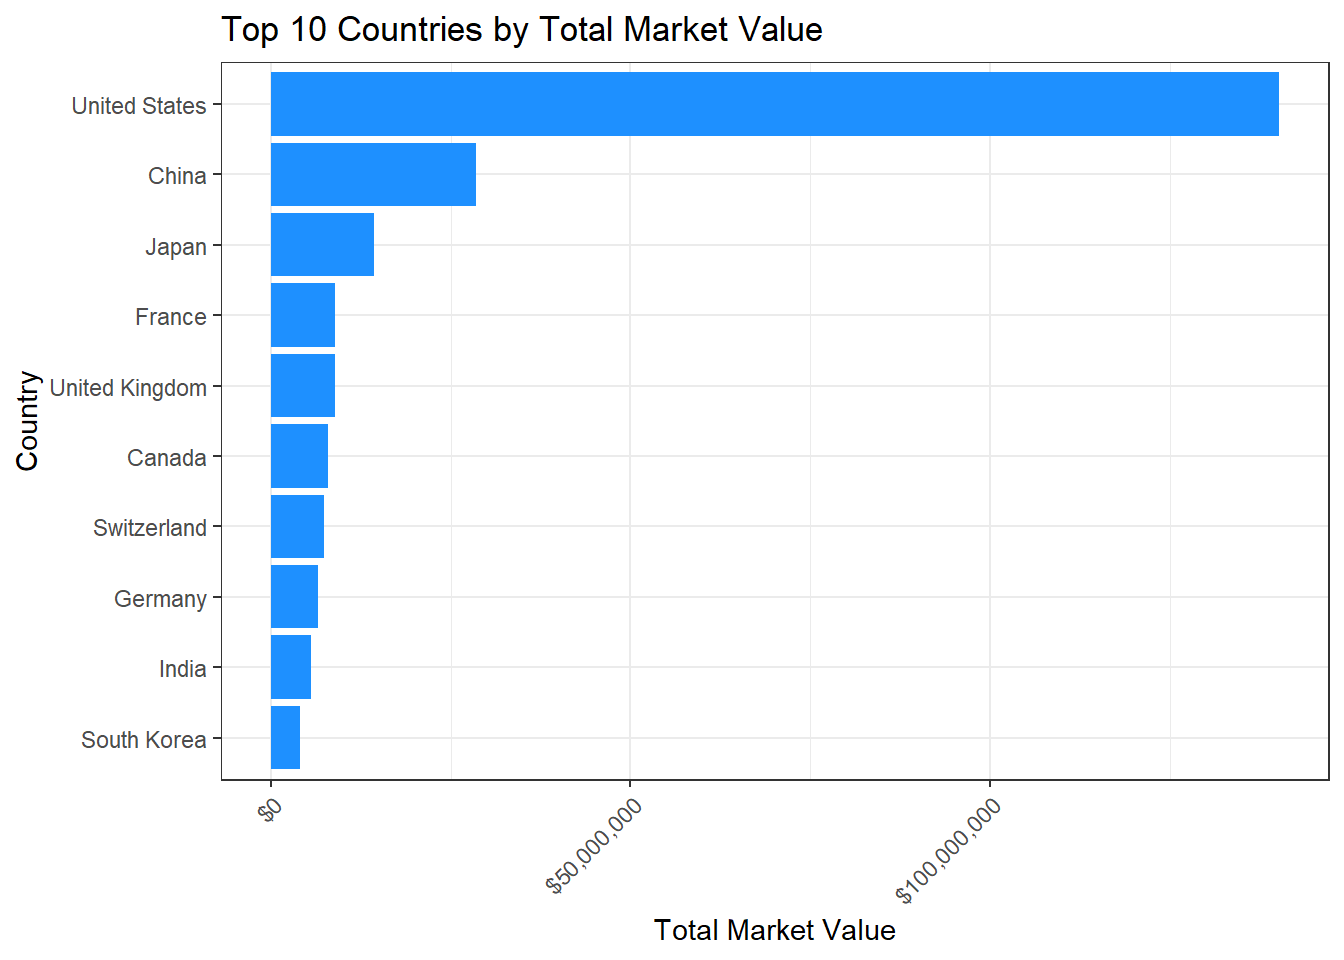 Top 10 Countries by Total Market Value
United States
China
Japan
France
United Kingdom
Canada
Switzerland
Germany
India
South Korea
Country
$0
$50,000,000
$100,000,000
Total Market Value